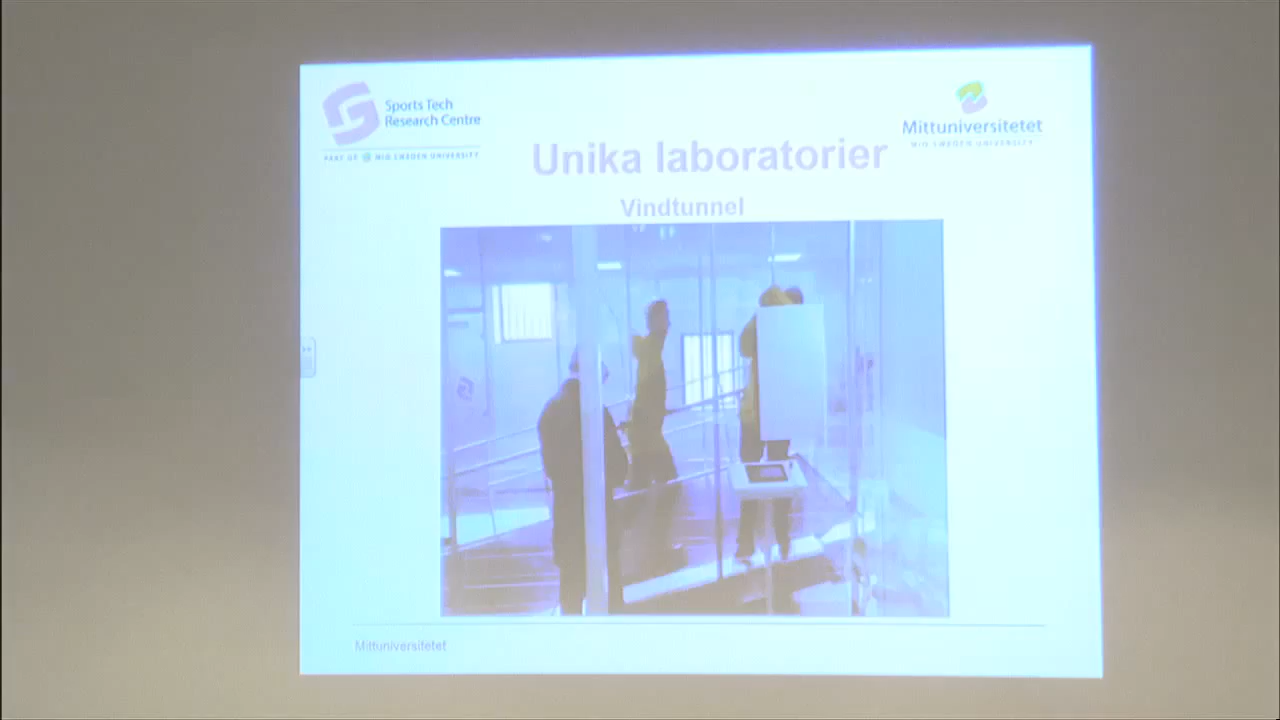 Sports Tech
Research Centre
PART OF MID SWEDEN UNIVERSITY
Mittuniversitetet
MID SWEDEN UNIVERSITY
Unika laboratorier
Vindtunnel
Mittuniversitetet